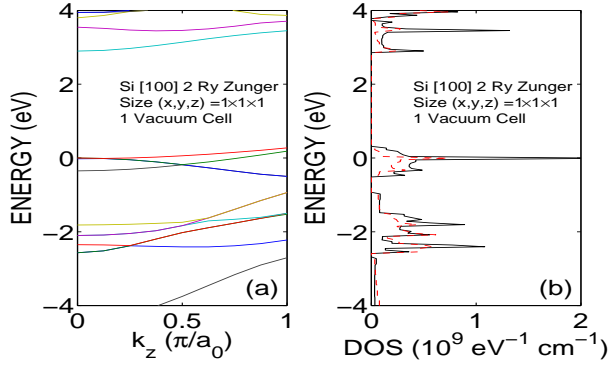 4
2
0
−2
−4
ENERGY (eV)
Si [100] 2 Ry Zunger
Size (x,y,z) =1×1×1
1 Vacuum Cell
(a)
0
0.5
1
k_z (π/a_0)
4
2
0
−2
−4
ENERGY (eV)
Si [100] 2 Ry Zunger
Size (x,y,z) =1×1×1
1 Vacuum Cell
(b)
0
1
2
DOS (10^9 eV^−1 cm^−1)